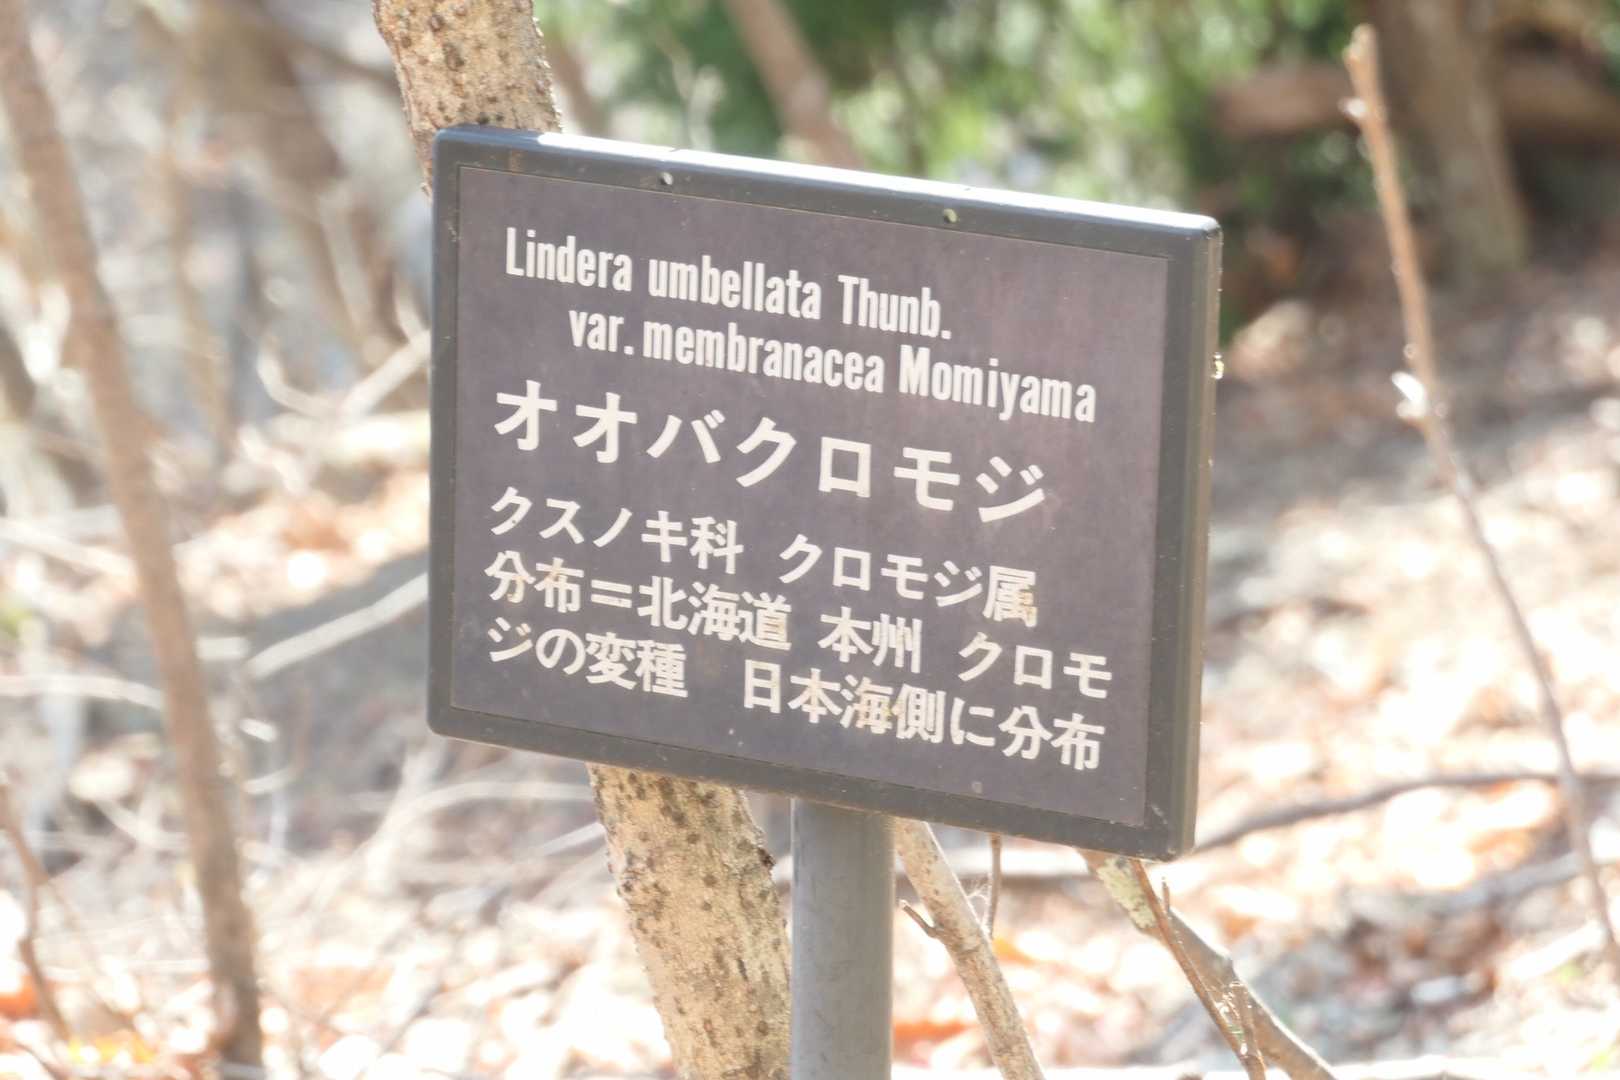 Lindera umbellata Thunb.
var. membranacea Momiyama
オオバクロモジ
クスノキ科 クロモジ属
分布＝北海道 本州 クロモ
ジの変種 日本海側に分布